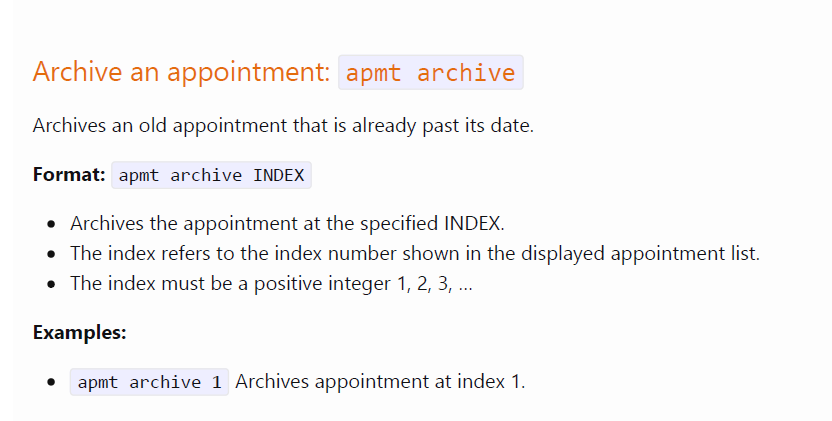 Archive an appointment: apmt archive
Archives an old appointment that is already past its date.
Format: apmt archive INDEX
• Archives the appointment at the specified INDEX.
• The index refers to the index number shown in the displayed appointment list.
• The index must be a positive integer 1, 2, 3, …
Examples:
• apmt archive 1 Archives appointment at index 1.